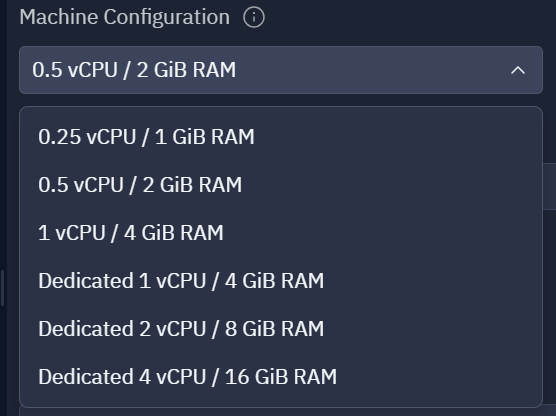 Machine Configuration
0.5 vCPU / 2 GiB RAM
0.25 vCPU / 1 GiB RAM
0.5 vCPU / 2 GiB RAM
1 vCPU / 4 GiB RAM
Dedicated 1 vCPU / 4 GiB RAM
Dedicated 2 vCPU / 8 GiB RAM
Dedicated 4 vCPU / 16 GiB RAM